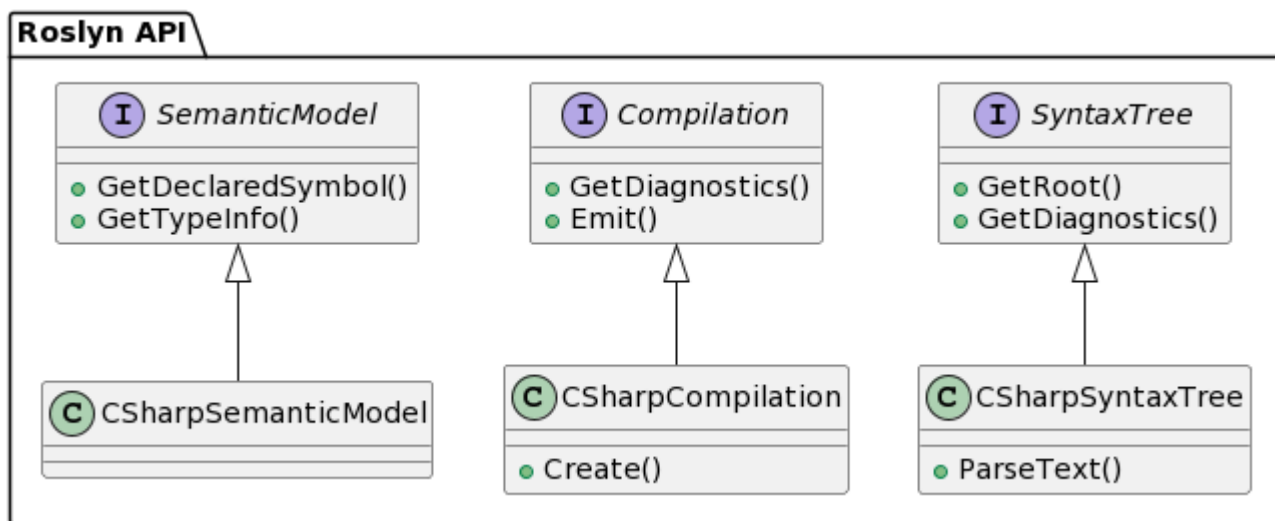 Roslyn API
I SemanticModel
GetDeclaredSymbol()
GetTypeInfo()
I Compilation
GetDiagnostics()
Emit()
I SyntaxTree
GetRoot()
GetDiagnostics()
C CSharpSemanticModel
C CSharpCompilation
Create()
C CSharpSyntaxTree
ParseText()